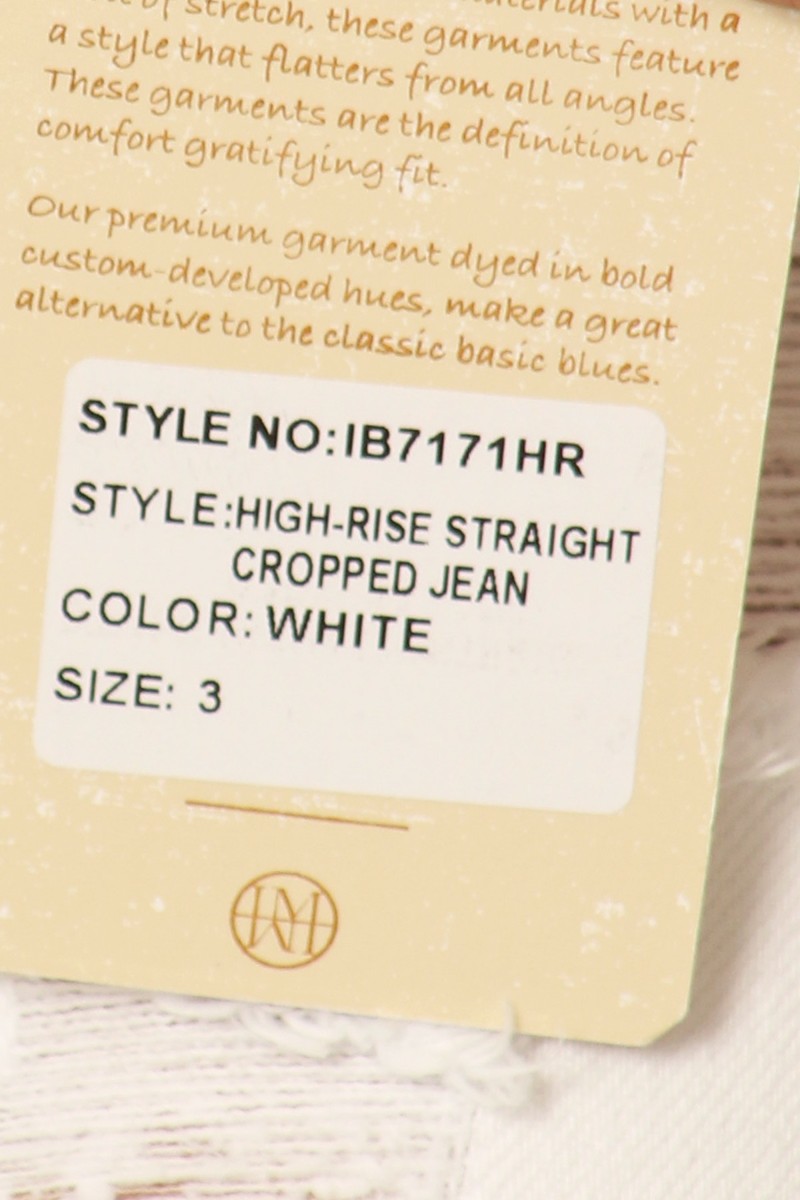 of stretch, these garments feature
a style that flatters from all angles.
These garments are the definition of
comfort gratifying fit.
Our premium garment dyed in bold
custom-developed hues, make a great
alternative to the classic basic blues.
STYLE NO:IB7171HR
STYLE:HIGH-RISE STRAIGHT
CROPPED JEAN
COLOR: WHITE
SIZE: 3